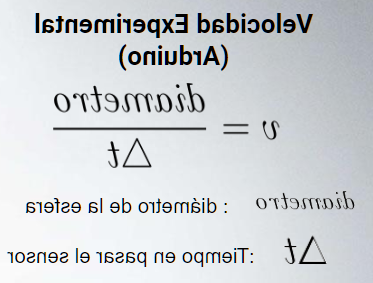 Velocidad Experimental
(Arduino)
v = diametro / Δt
diametro : diámetro de la esfera
Δt :Tiempo en pasar el sensor